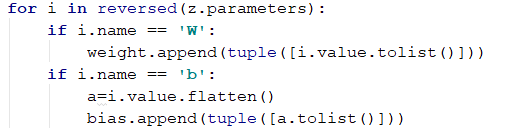 for i in reversed(z.parameters):
    if i.name == 'W':
        weight.append(tuple([i.value.tolist()]))
    if i.name == 'b':
        a=i.value.flatten()
        bias.append(tuple([a.tolist()]))